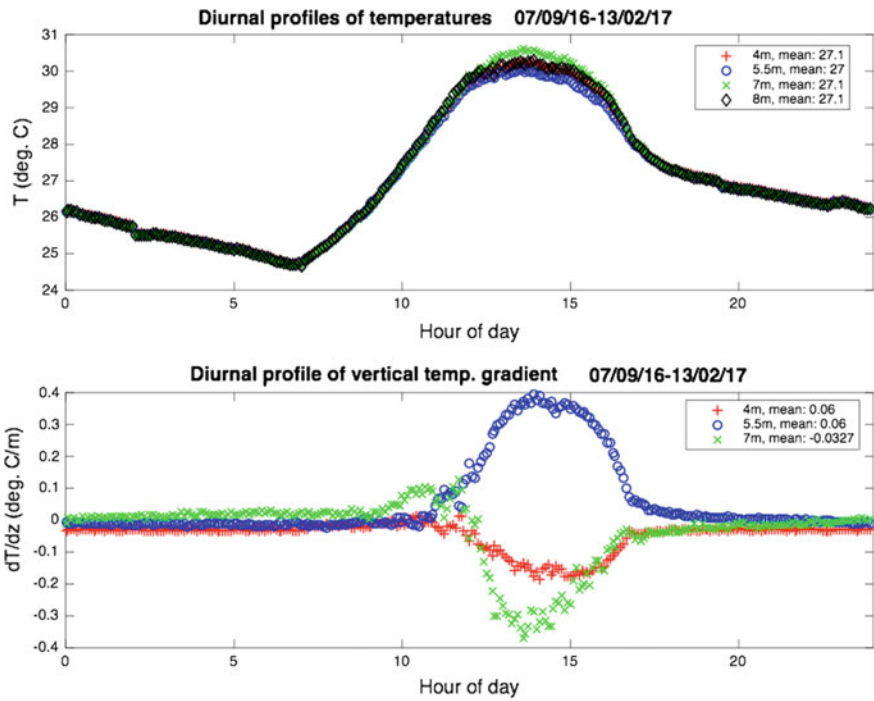 Diurnal profiles of temperatures 07/09/16-13/02/17
T (deg. C)
31
30
29
28
27
26
25
24
4m, mean: 27.1
5.5m, mean: 27
7m, mean: 27.1
8m, mean: 27.1
0 5 10 15 20
Hour of day
Diurnal profile of vertical temp. gradient 07/09/16-13/02/17
dT/dz (deg. C/m)
0.4
0.3
0.2
0.1
0
-0.1
-0.2
-0.3
-0.4
4m, mean: 0.06
5.5m, mean: 0.06
7m, mean: -0.0327
0 5 10 15 20
Hour of day